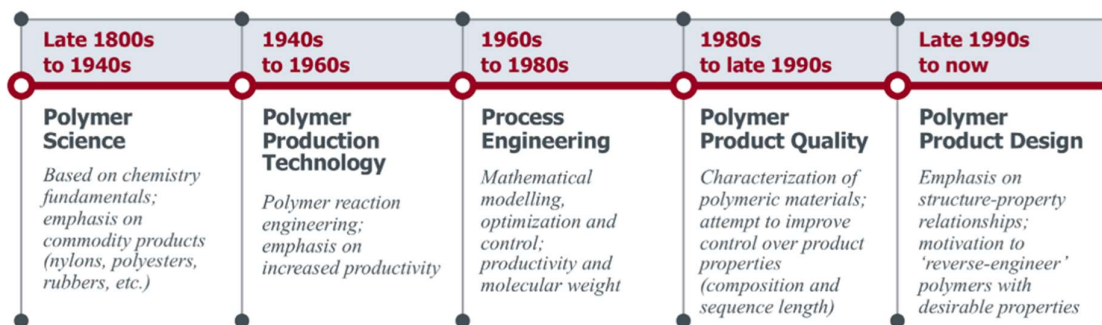 Late 1800s
to 1940s
Polymer
Science
Based on chemistry
fundamentals;
emphasis on
commodity products
(nylons, polyesters,
rubbers, etc.)
1940s
to 1960s
Polymer
Production
Technology
Polymer reaction
engineering;
emphasis on
increased productivity
1960s
to 1980s
Process
Engineering
Mathematical
modelling,
optimization and
control;
productivity and
molecular weight
1980s
to late 1990s
Polymer
Product Quality
Characterization of
polymeric materials;
attempt to improve
control over product
properties
(composition and
sequence length)
Late 1990s
to now
Polymer
Product Design
Emphasis on
structure-property
relationships;
motivation to
‘reverse-engineer’
polymers with
desirable properties